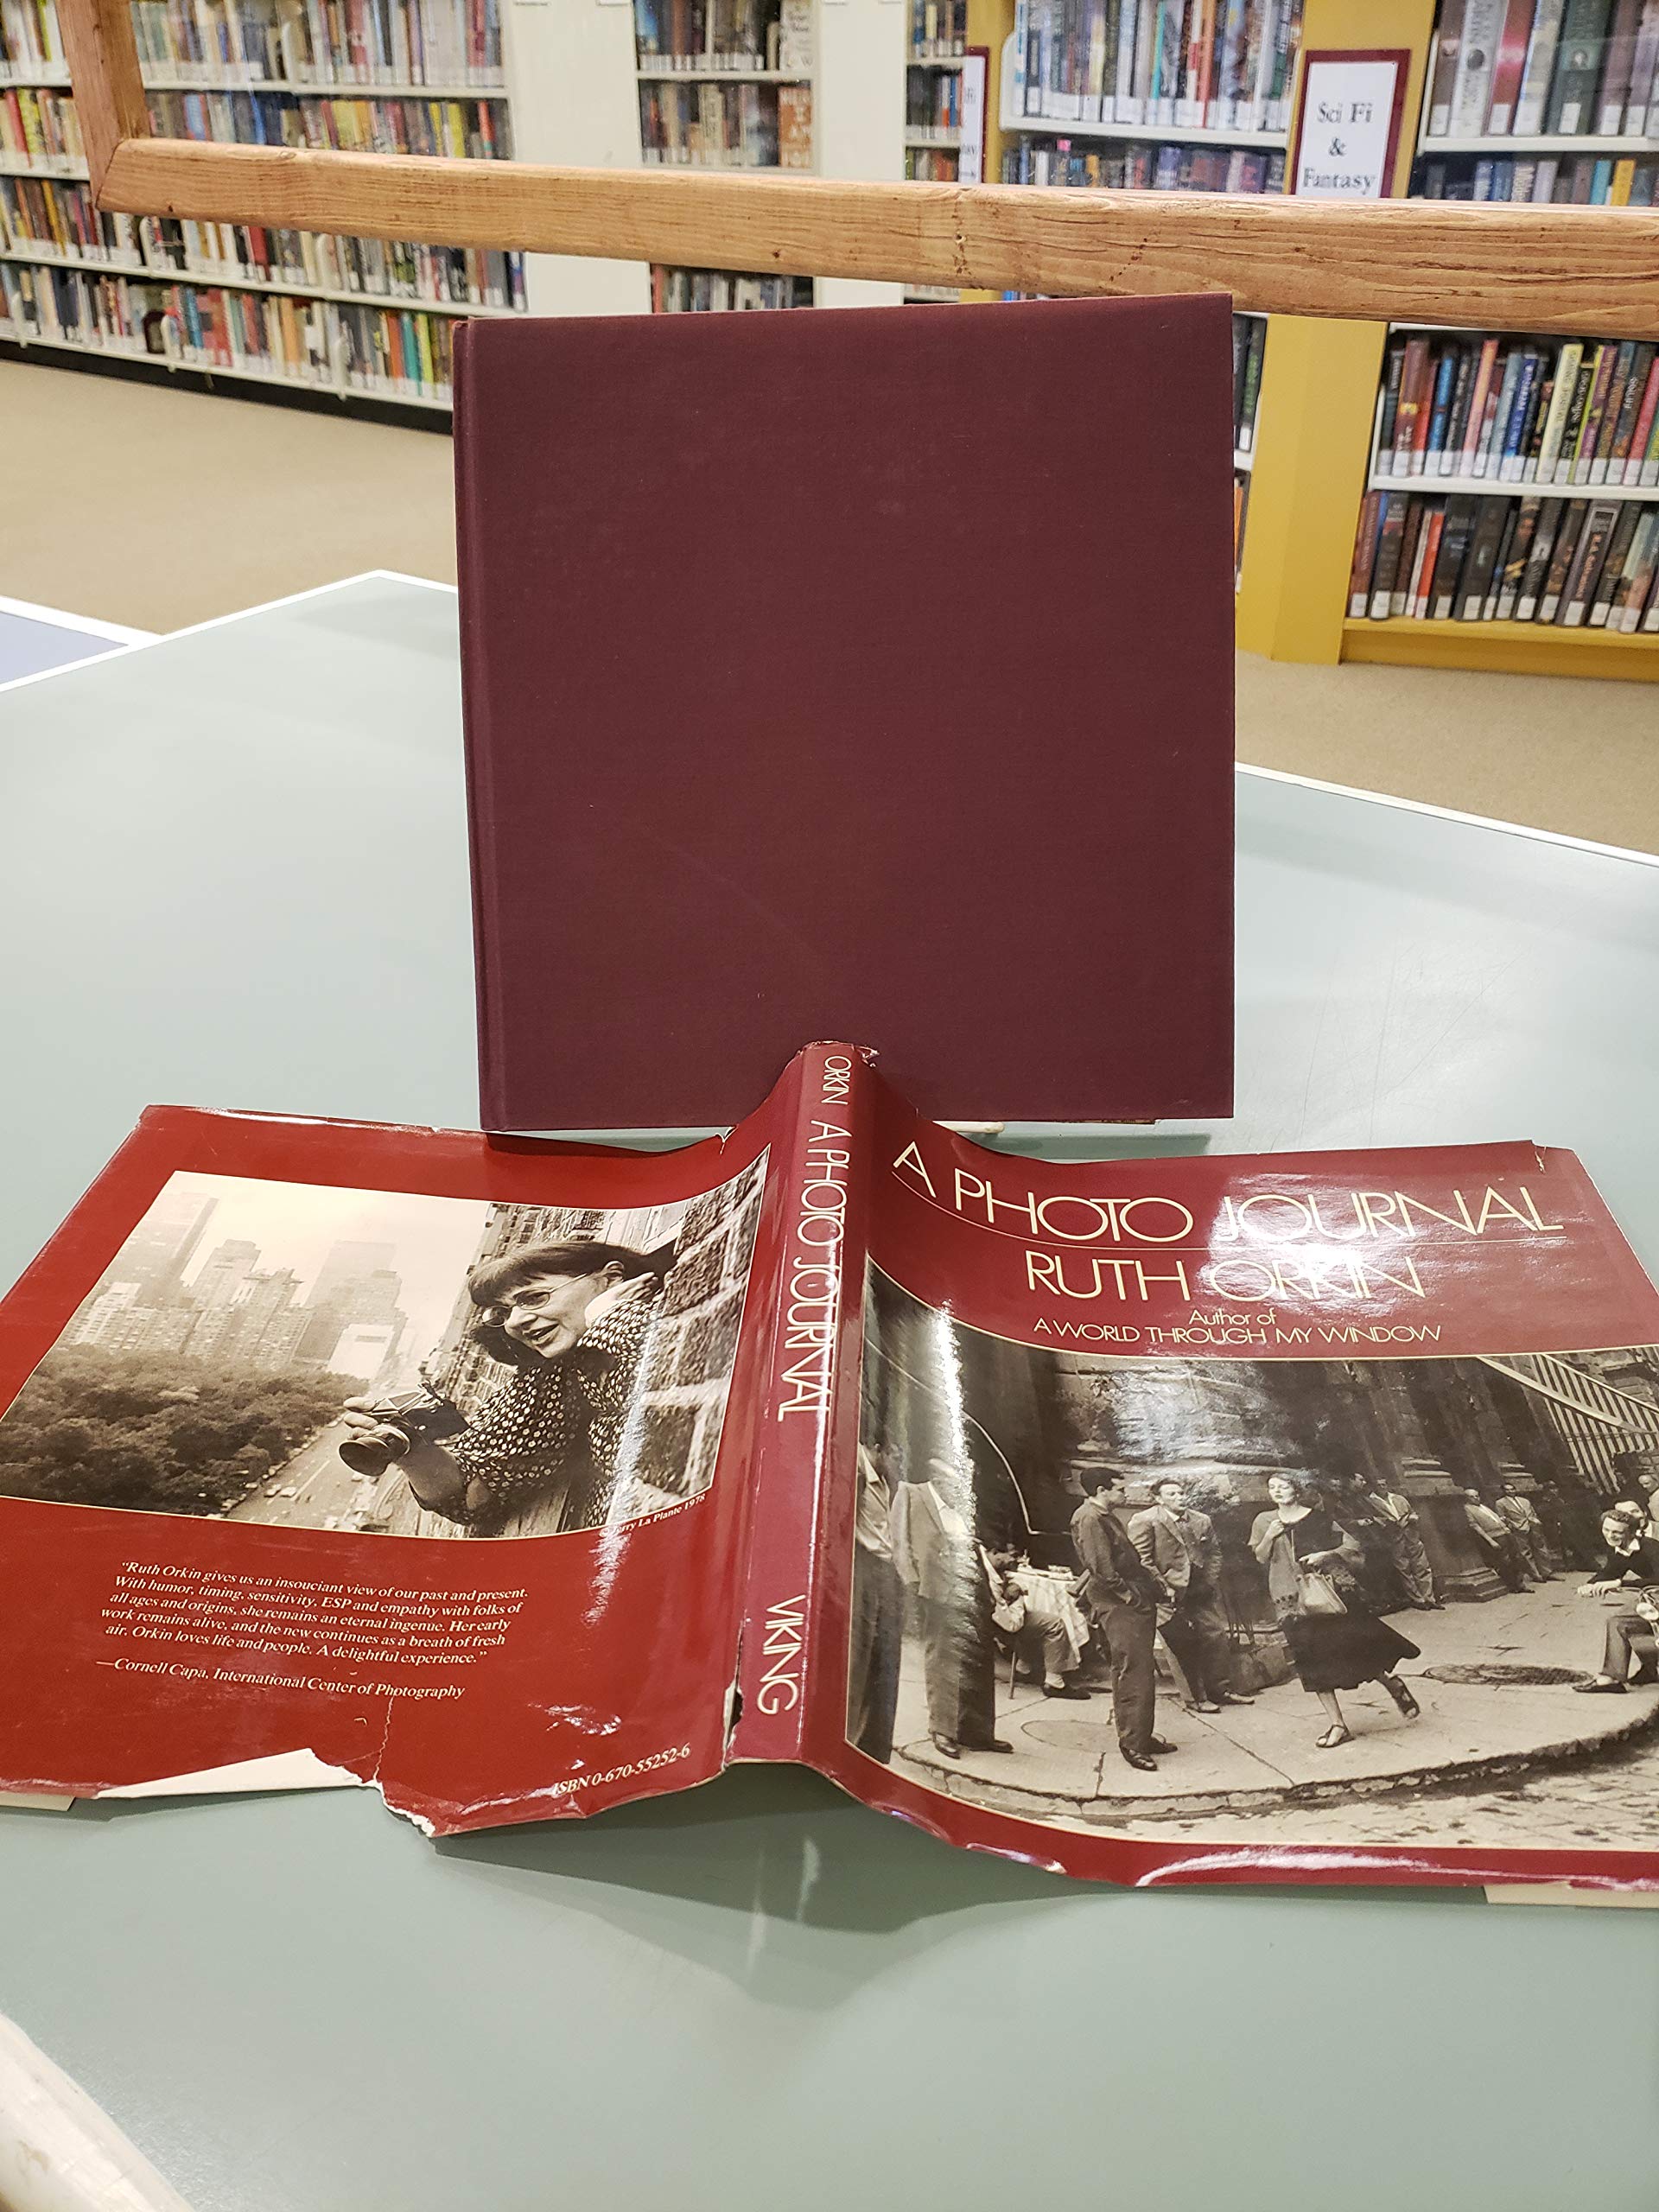 Sci Fi
&
Fantasy
ORKIN A PHOTO JOURNAL VIKING
A PHOTO JOURNAL
RUTH ORKIN
Author of
A WORLD THROUGH MY WINDOW
La Plante 1978
"Ruth Orkin gives us an insouciant view of our past and present.
With humor, timing, sensitivity, ESP and empathy with folks of
all ages and origins, she remains an eternal ingenue. Her early
work remains alive, and the new continues as a breath of fresh
air. Orkin loves life and people. A delightful experience."
—Cornell Capa, International Center of Photography
ISBN 0-670-55252-6